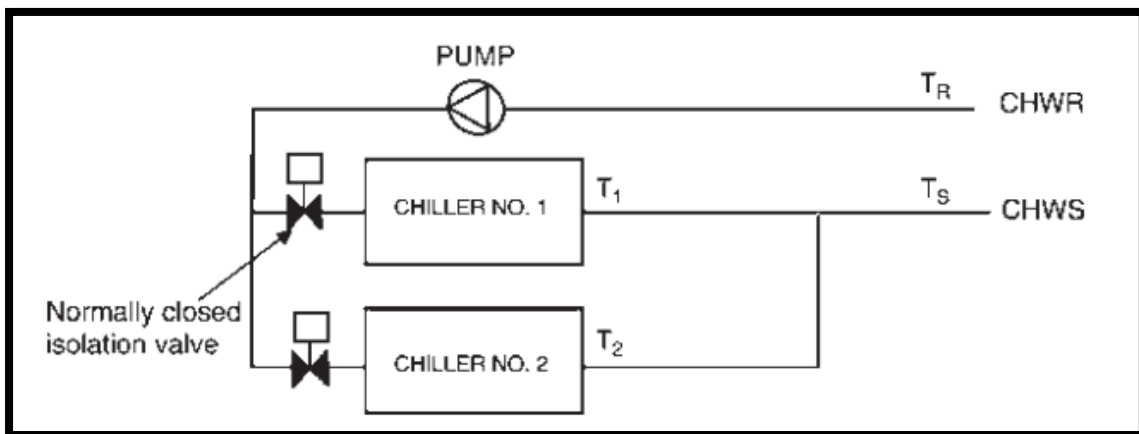 PUMP
T_R
CHWR
CHILLER NO. 1
T_1
T_S
CHWS
Normally closed
isolation valve
CHILLER NO. 2
T_2